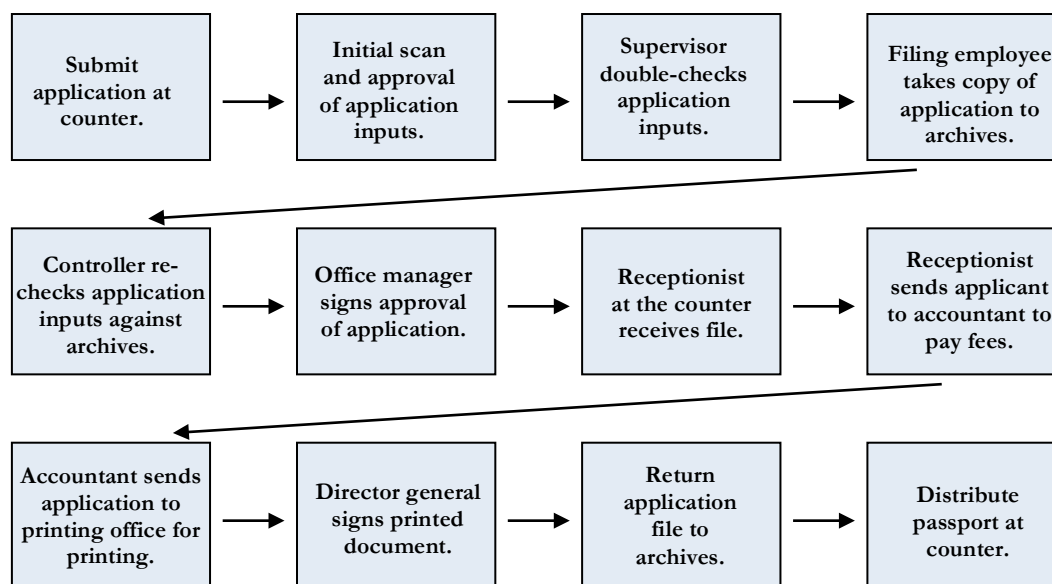 Submit
application at
counter.
Initial scan
and approval
of application
inputs.
Supervisor
double-checks
application
inputs.
Filing employee
takes copy of
application to
archives.
Controller re-
checks application
inputs against
archives.
Office manager
signs approval
of application.
Receptionist
at the counter
receives file.
Receptionist
sends applicant
to accountant to
pay fees.
Accountant sends
application to
printing office for
printing.
Director general
signs printed
document.
Return
application
file to
archives.
Distribute
passport at
counter.